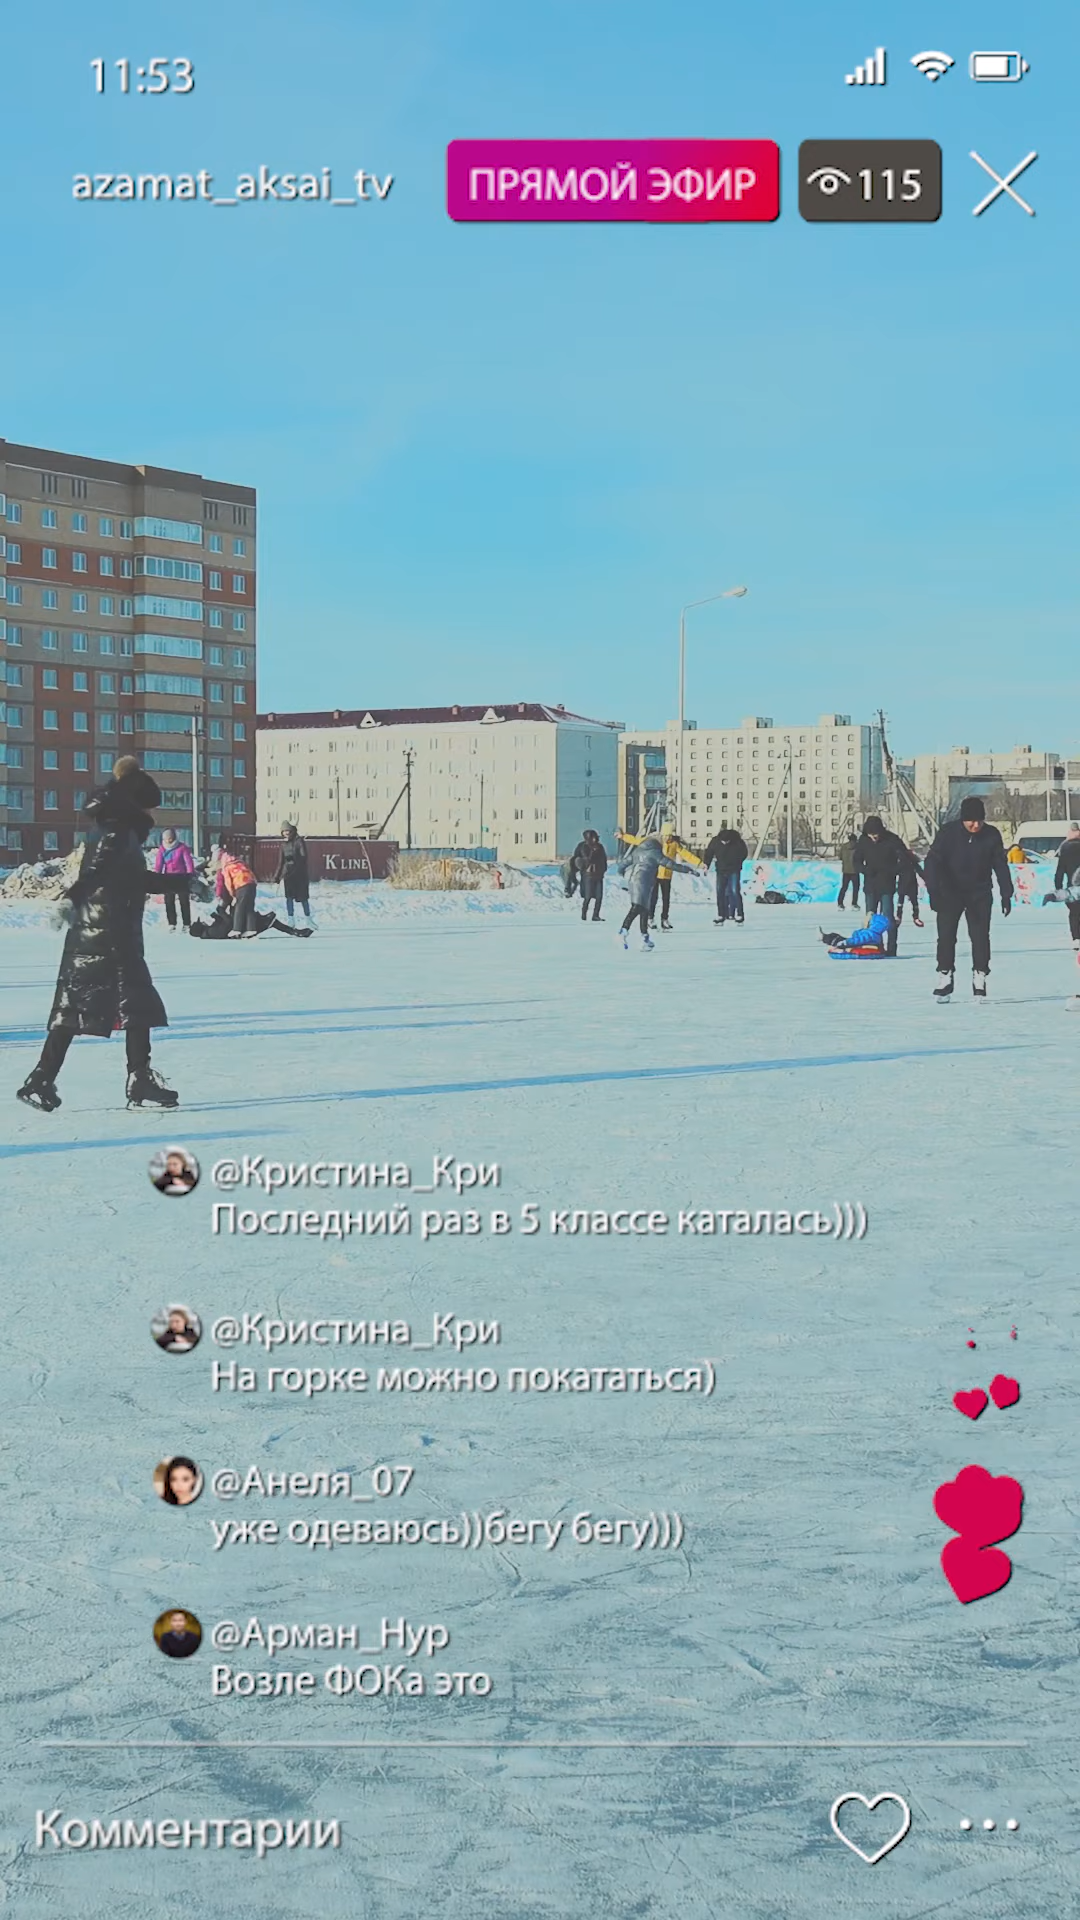 11:53
azamat_aksai_tv
ПРЯМОЙ ЭФИР
115
K LINE
@Кристина_Кри
Последний раз в 5 классе каталась)))
@Кристина_Кри
На горке можно покататься)
@Анеля_07
уже одеваюсь))бегу бегу)))
@Арман_Нур
Возле ФОКа это
Комментарии